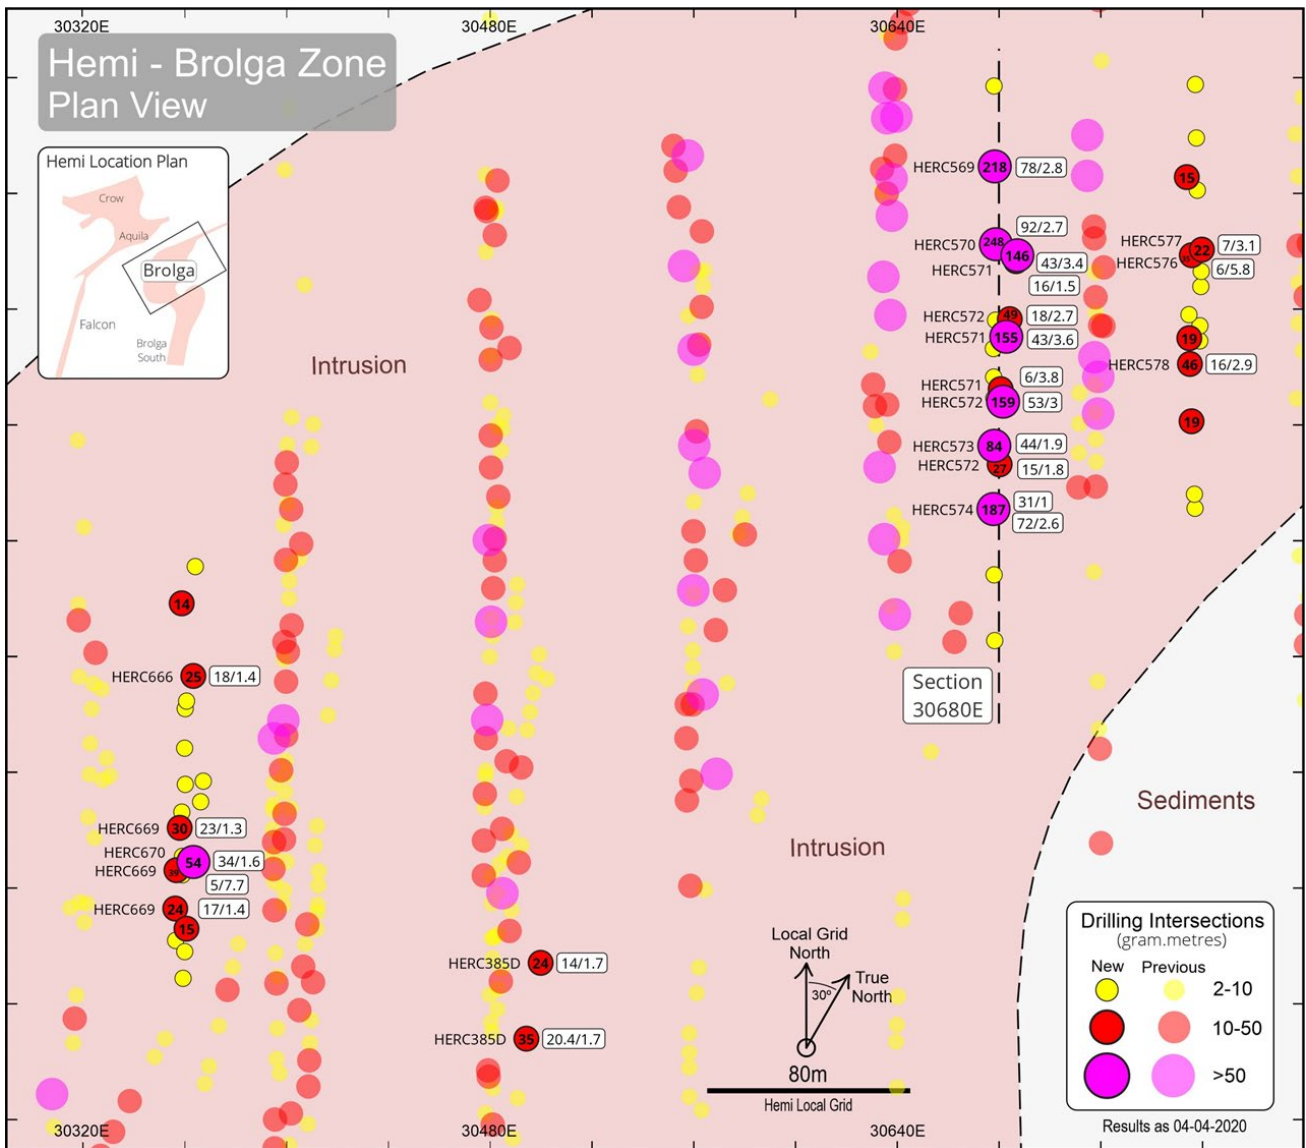 30320E
30480E
30640E
Hemi - Brolga Zone
Plan View
Hemi Location Plan
Crow
Aquila
Brolga
Falcon
Brolga
South
Intrusion
HERC569
218
78/2.8
15
92/2.7
HERC570
248
146
HERC571
43/3.4
16/1.5
HERC577
22
7/3.1
HERC576
6/5.8
HERC572
49
18/2.7
HERC571
155
43/3.6
19
HERC578
46
16/2.9
HERC571
6/3.8
HERC572
159
53/3
19
HERC573
84
44/1.9
HERC572
27
15/1.8
HERC574
187
31/1
72/2.6
14
HERC666
25
18/1.4
Section
30680E
HERC669
30
23/1.3
HERC670
54
34/1.6
HERC669
39
5/7.7
HERC669
24
17/1.4
15
HERC385D
24
14/1.7
HERC385D
35
20.4/1.7
Intrusion
Sediments
Local Grid
North
True
North
30º
80m
Hemi Local Grid
Drilling Intersections
(gram.metres)
New Previous
2-10
10-50
>50
Results as 04-04-2020
30320E
30480E
30640E